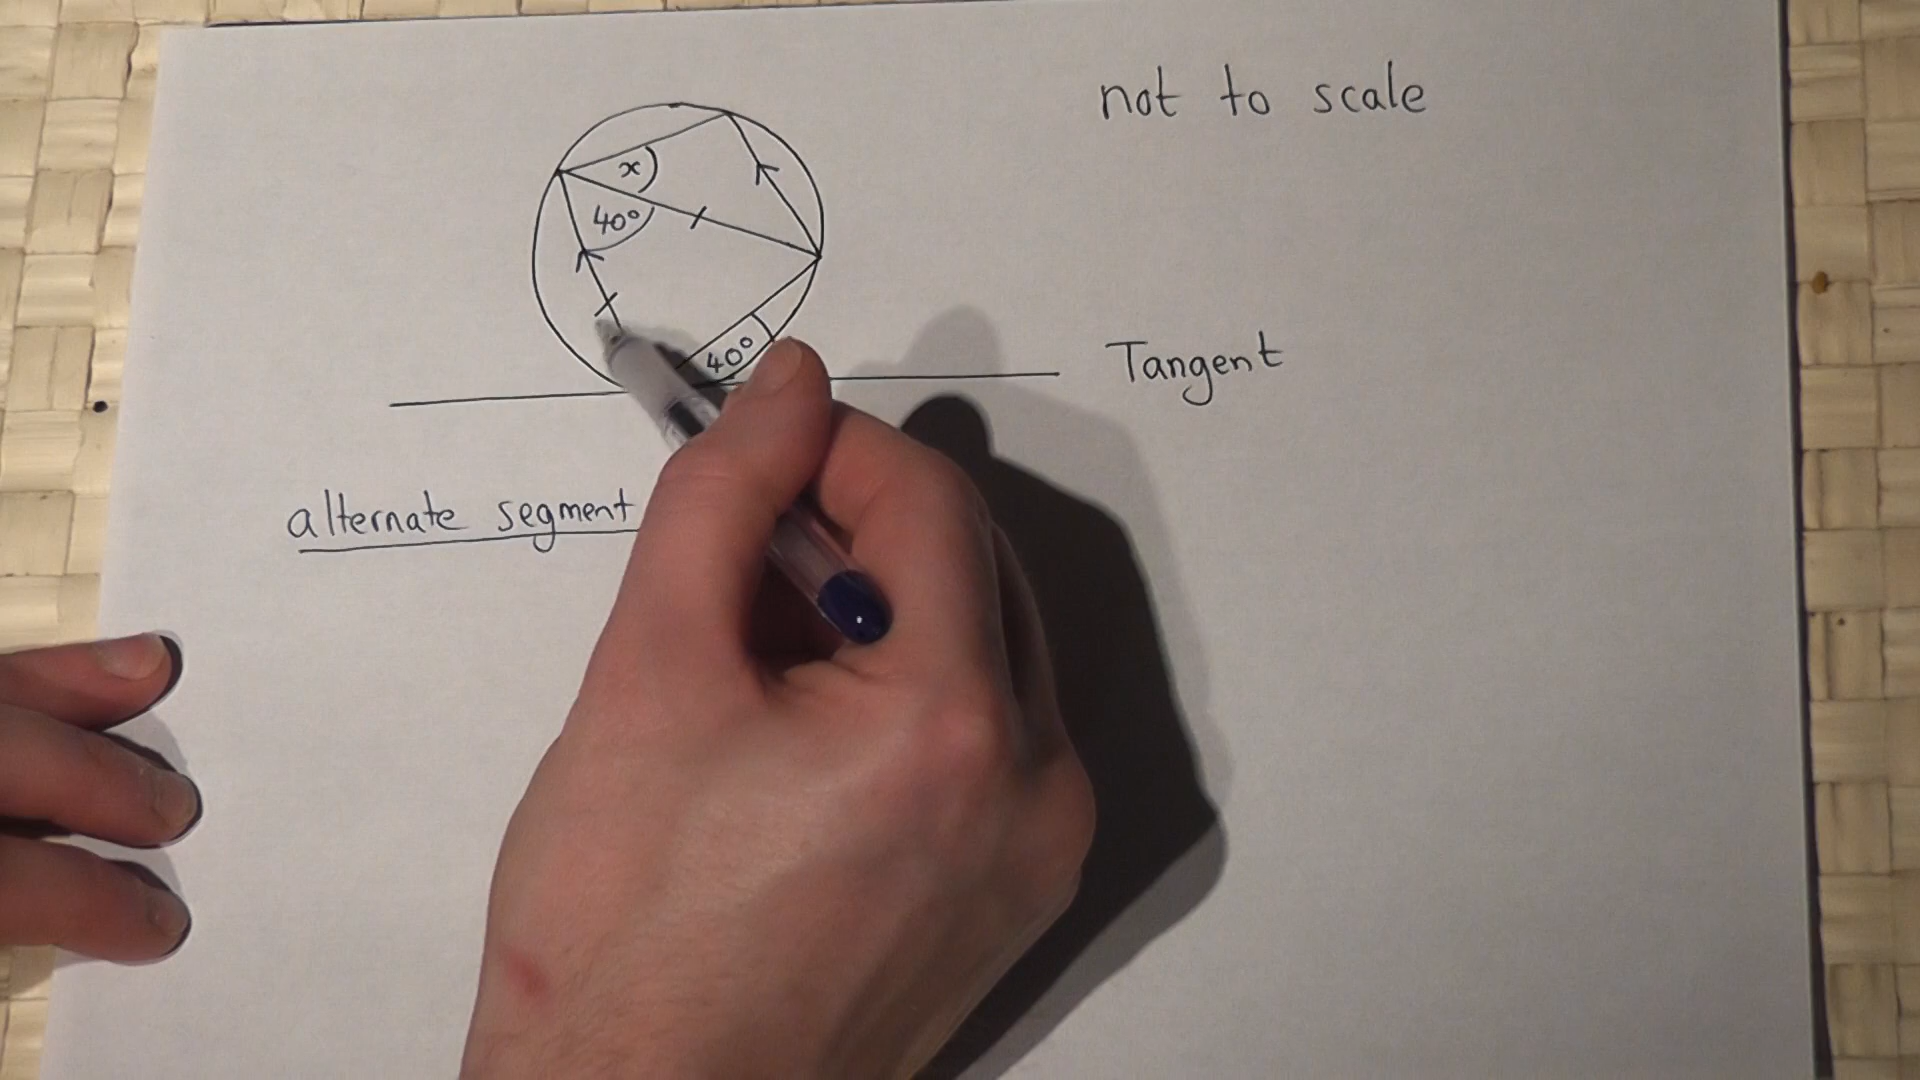 not to scale
x
40°
40°
Tangent
alternate segment